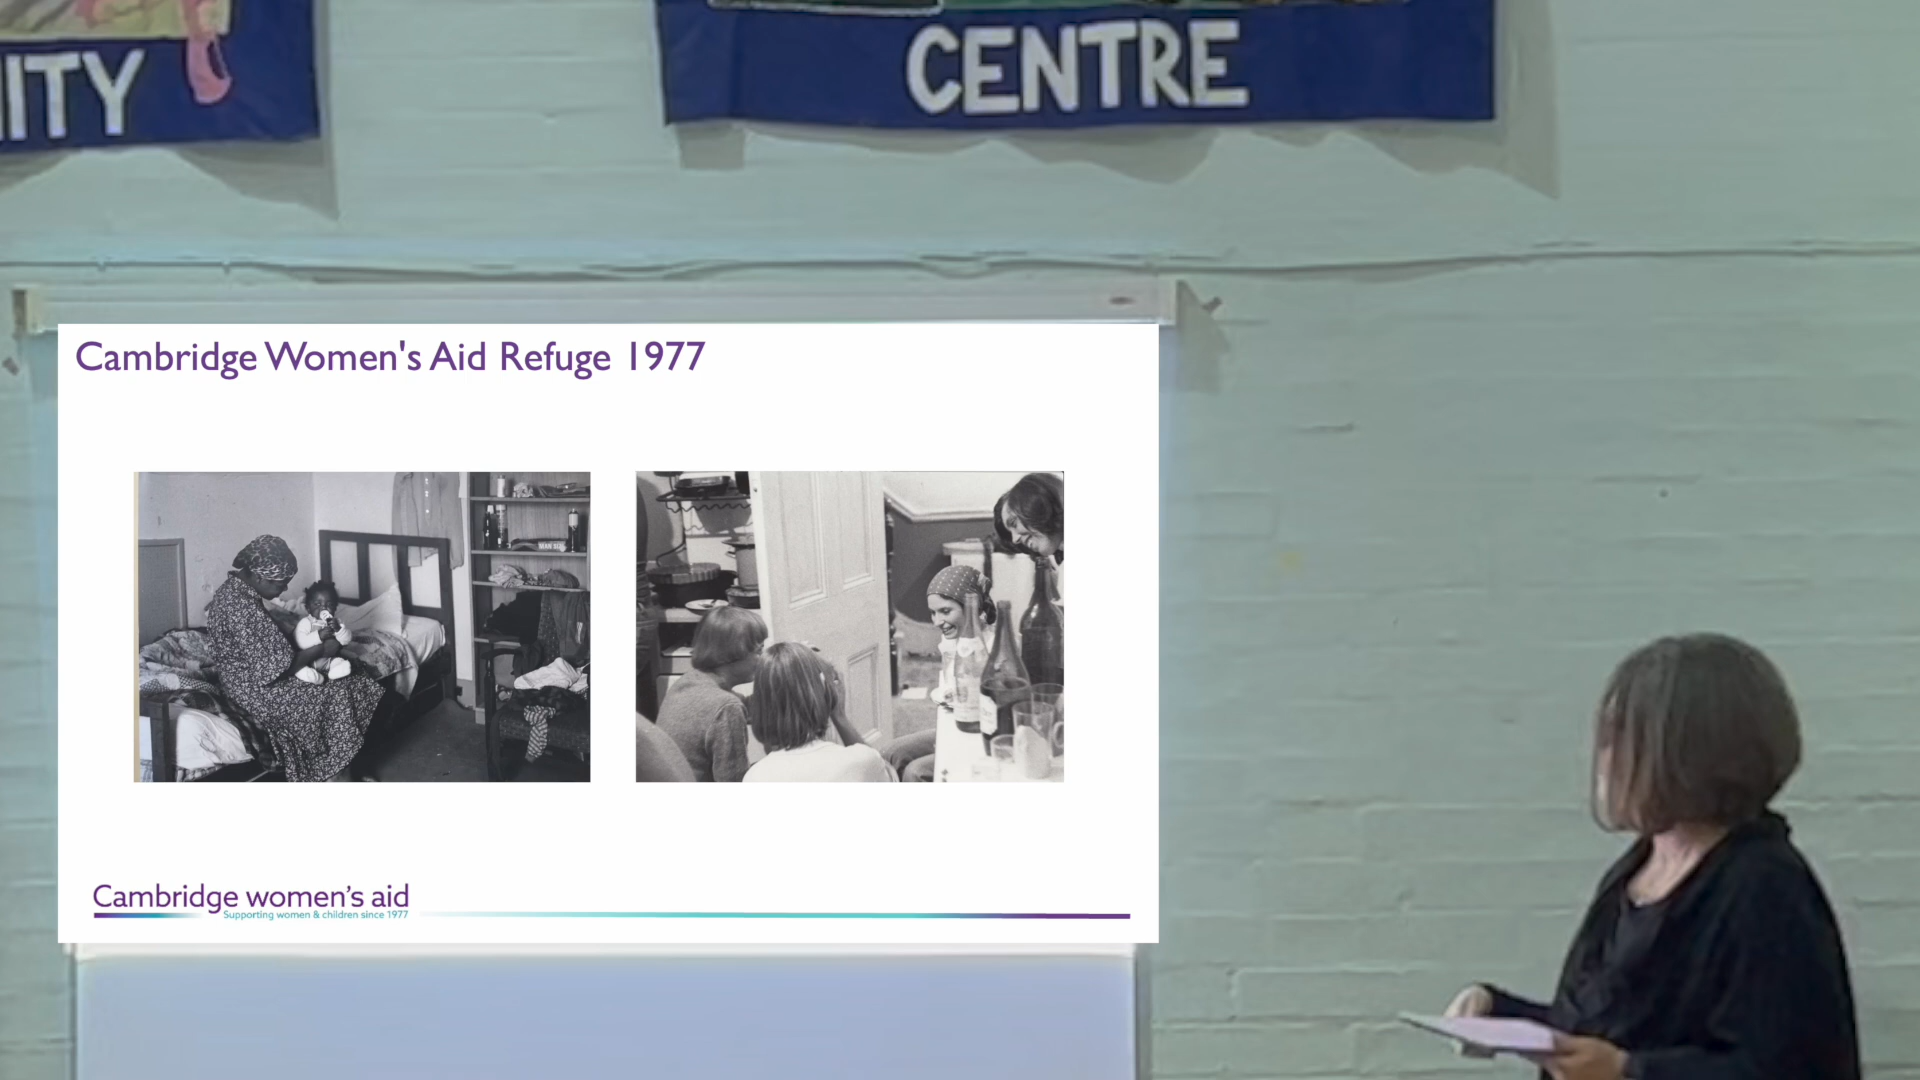 ITY
CENTRE
Cambridge Women's Aid Refuge 1977
Cambridge women's aid
Supporting women & children since 1977